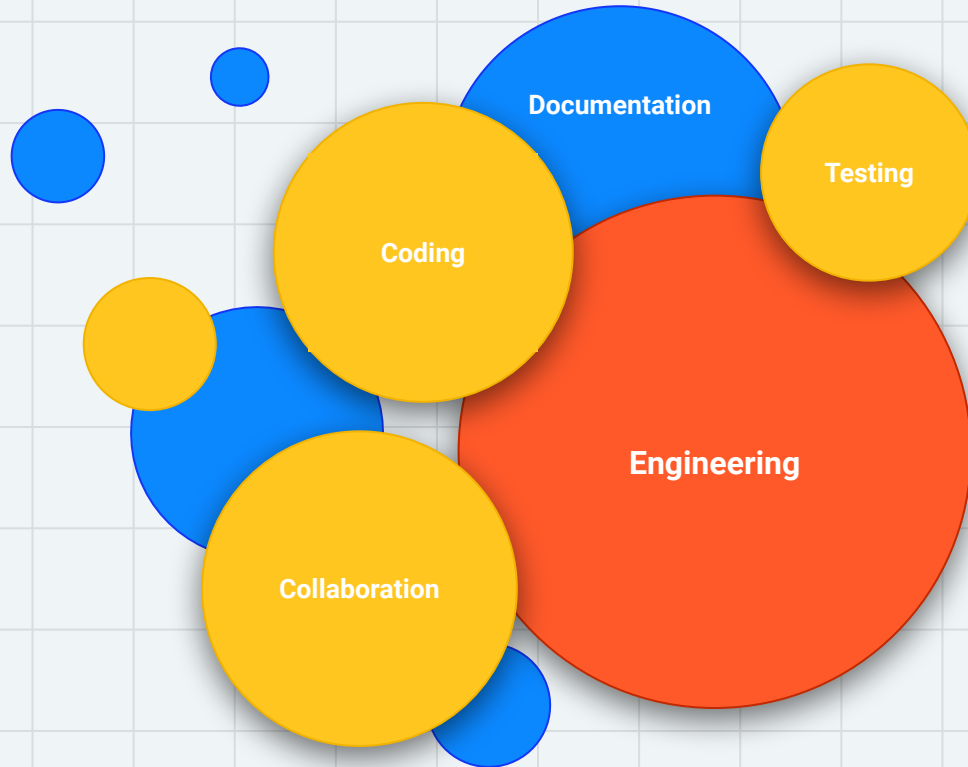 Documentation
Testing
Coding
Engineering
Collaboration